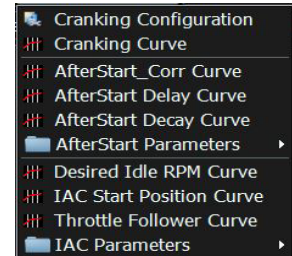 Cranking Configuration
Cranking Curve
AfterStart_Corr Curve
AfterStart Delay Curve
AfterStart Decay Curve
AfterStart Parameters
Desired Idle RPM Curve
IAC Start Position Curve
Throttle Follower Curve
IAC Parameters